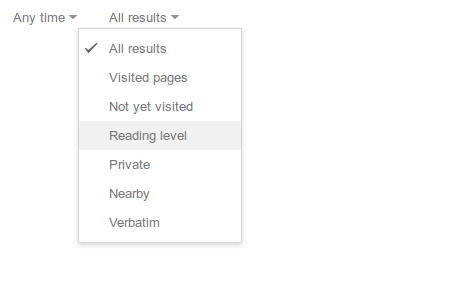 Any time All results
All results
Visited pages
Not yet visited
Reading level
Private
Nearby
Verbatim